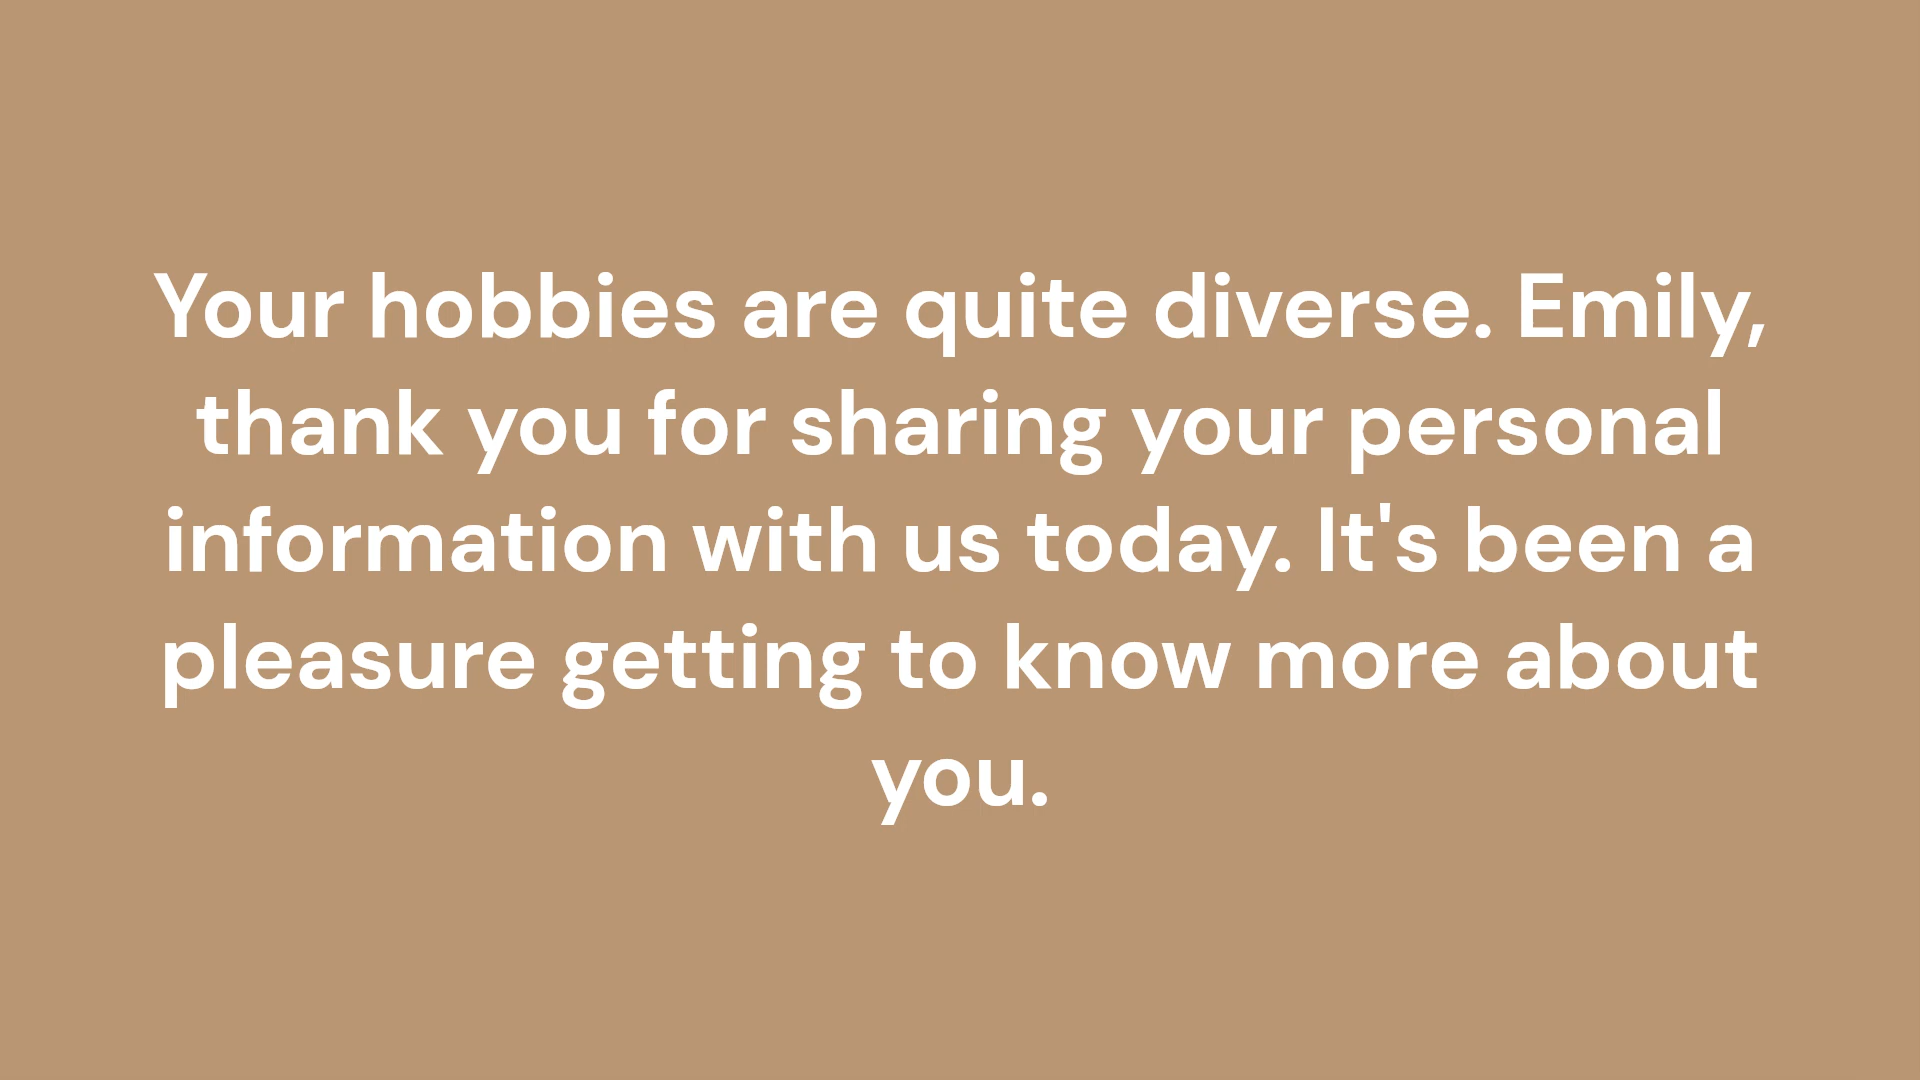 Your hobbies are quite diverse. Emily,
thank you for sharing your personal
information with us today. It's been a
pleasure getting to know more about
you.